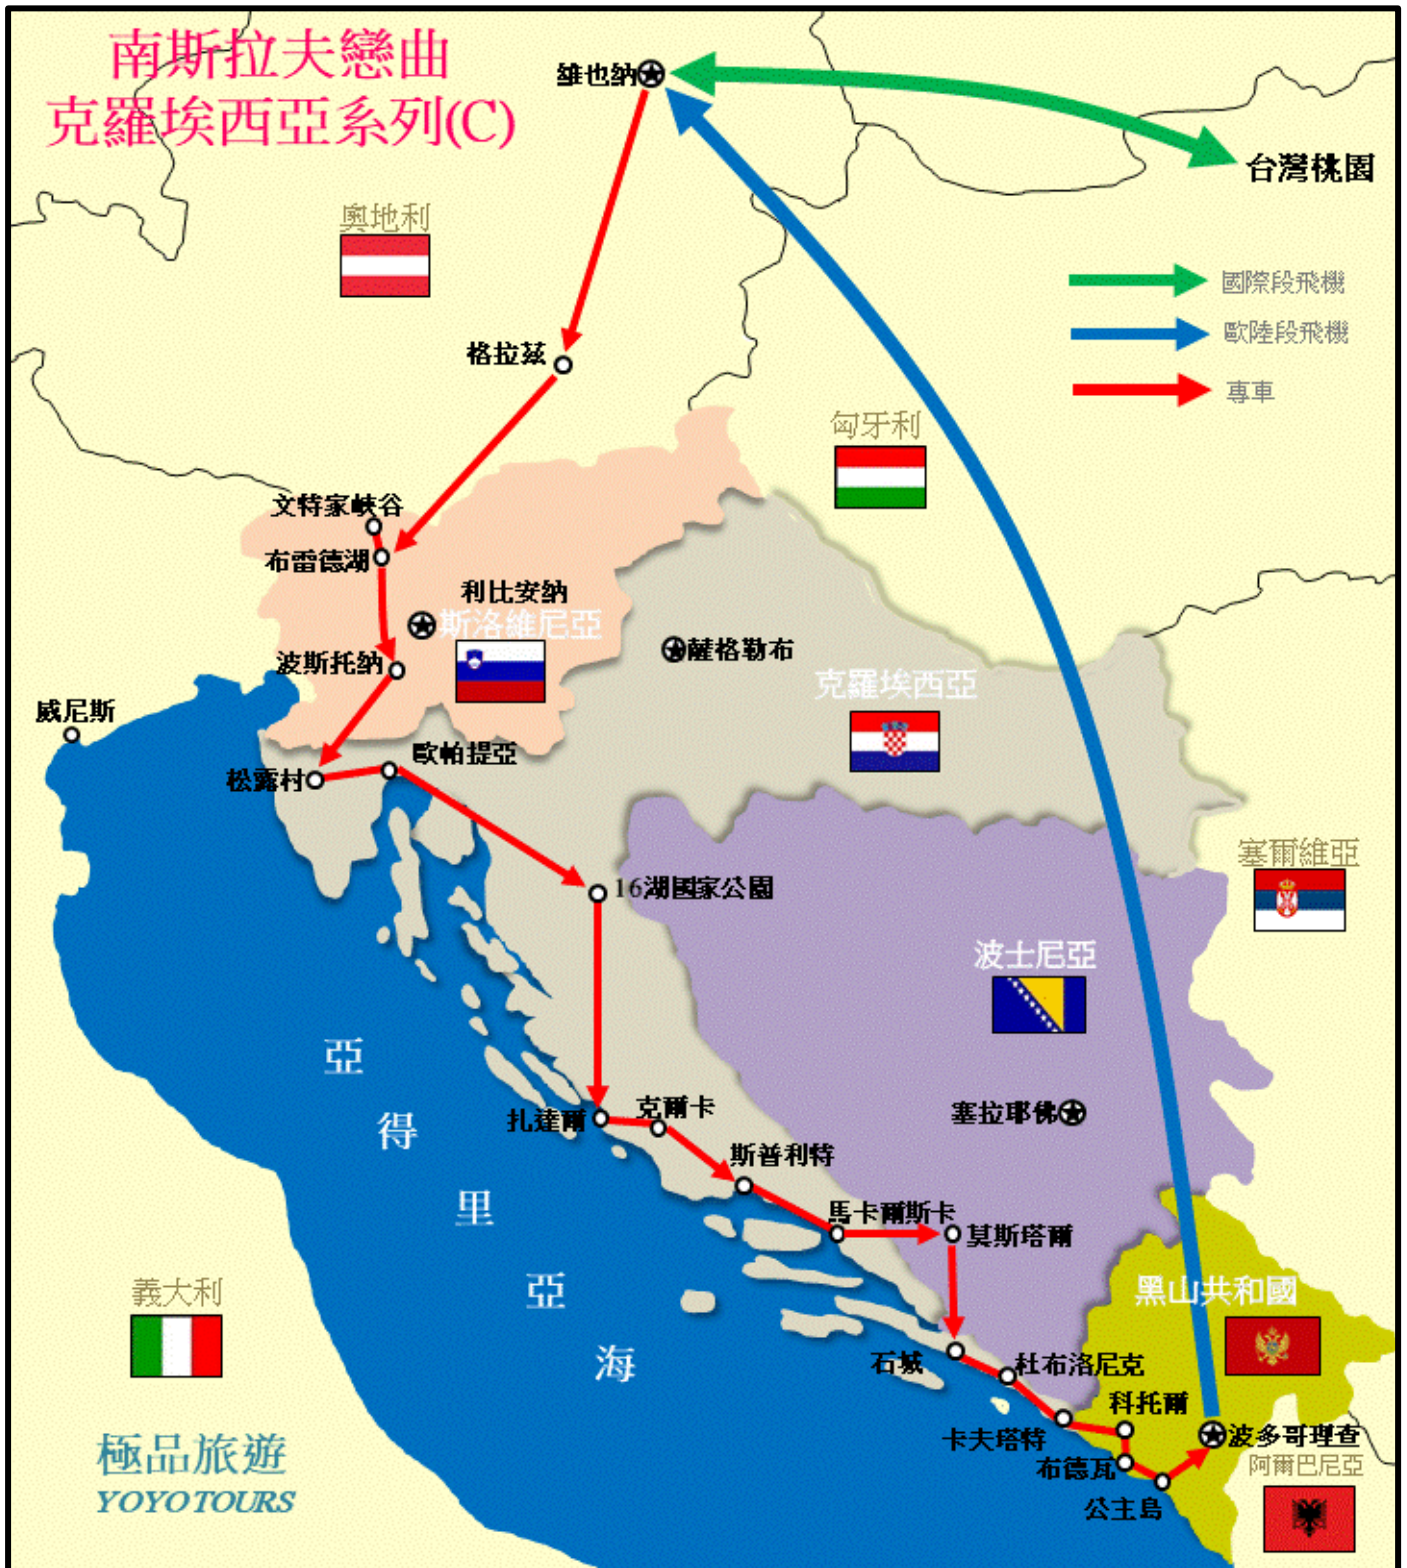 南斯拉夫戀曲
克羅埃西亞系列(C)
維也納
台灣桃園
奧地利
國際段飛機
歐陸段飛機
專車
格拉茲
匈牙利
文特家峽谷
布雷德湖
利比安納
斯洛維尼亞
薩格勒布
波斯托納
克羅埃西亞
威尼斯
歐帕提亞
松露村
塞爾維亞
16湖國家公園
波士尼亞
亞
得
里
亞
海
扎達爾
克爾卡
塞拉耶佛
斯普利特
馬卡爾斯卡
莫斯塔爾
義大利
黑山共和國
石城
杜布洛尼克
科托爾
卡夫塔特
波多哥理查
布德瓦
阿爾巴尼亞
公主島
極品旅遊
YOYO TOURS